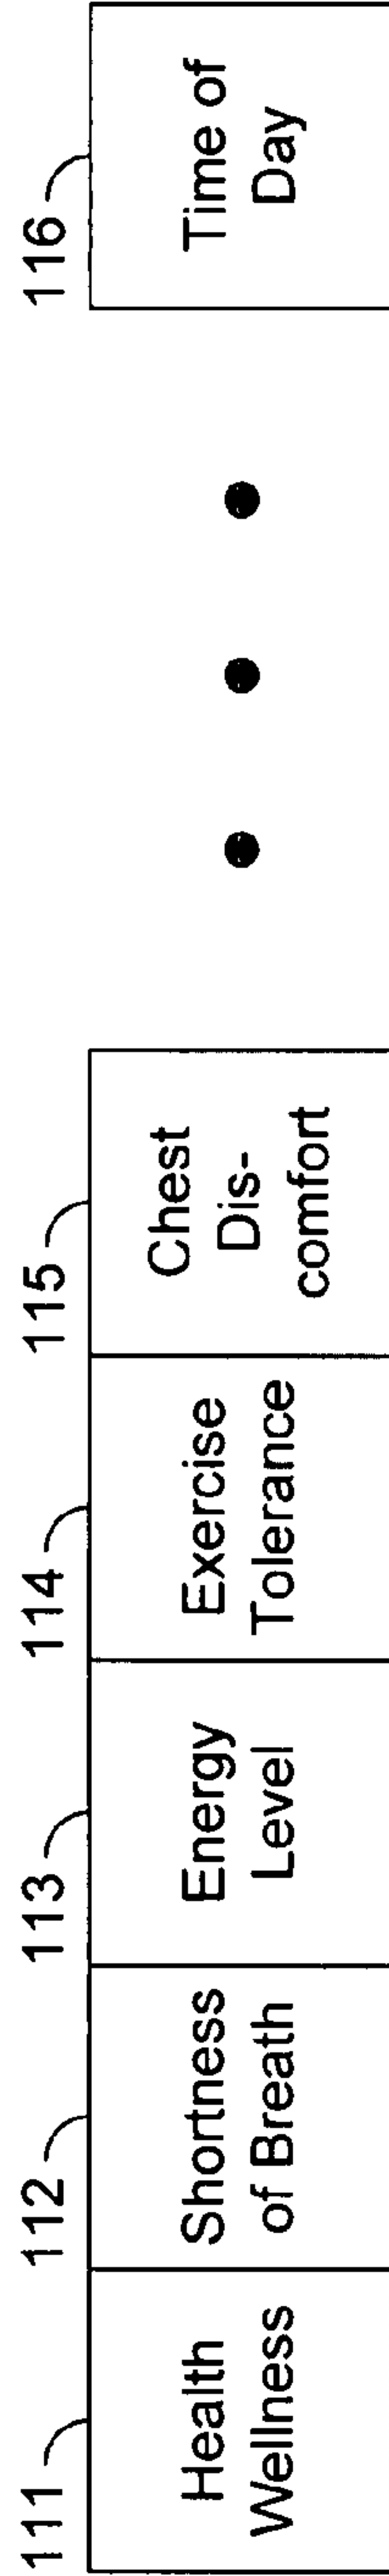 111
112
113
114
115
116
Health
Wellness
Shortness
of Breath
Energy
Level
Exercise
Tolerance
Chest
Dis-
comfort
Time of
Day